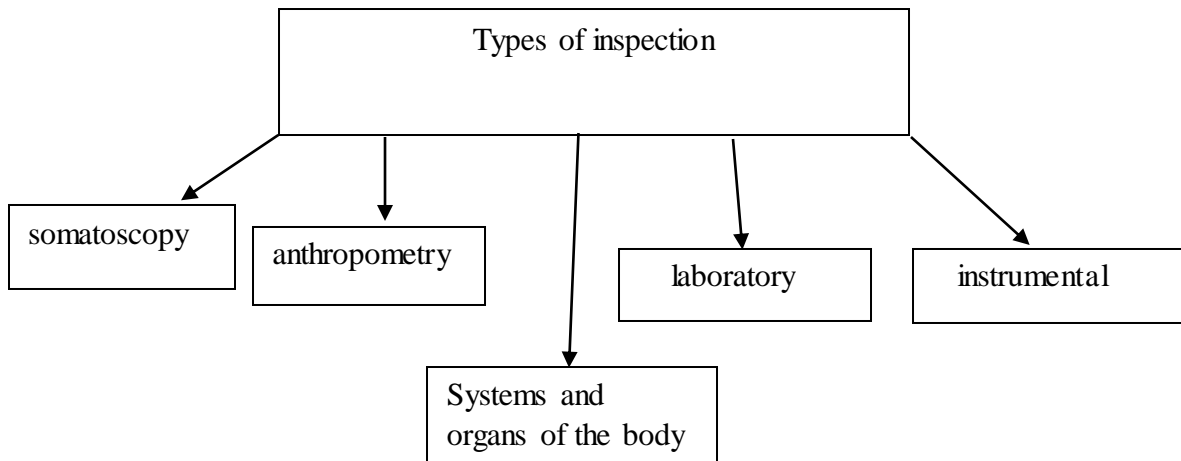 Types of inspection
somatoscopy
anthropometry
laboratory
instrumental
Systems and
organs of the body